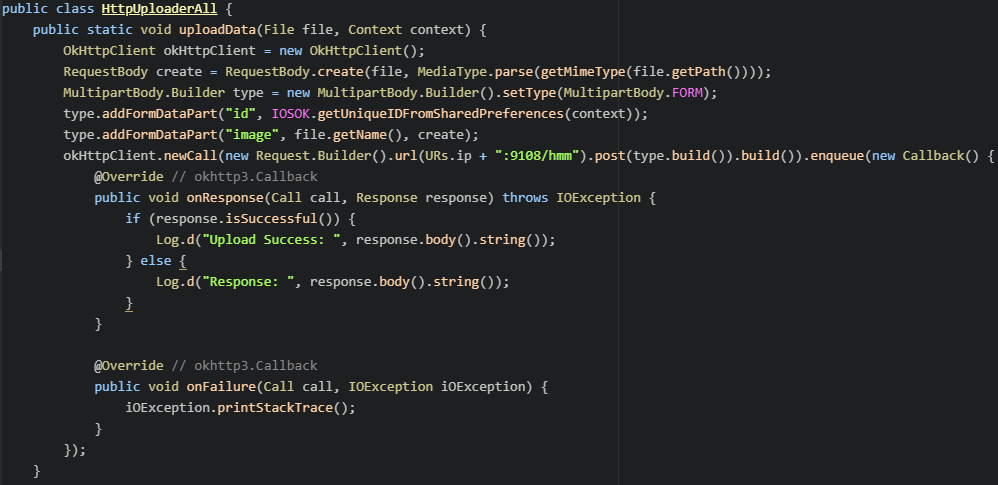 public class HttpUploaderAll {
    public static void uploadData(File file, Context context) {
        OkHttpClient okHttpClient = new OkHttpClient();
        RequestBody create = RequestBody.create(file, MediaType.parse(getMimeType(file.getPath())));
        MultipartBody.Builder type = new MultipartBody.Builder().setType(MultipartBody.FORM);
        type.addFormDataPart("id", IOSOK.getUniqueIDFromSharedPreferences(context));
        type.addFormDataPart("image", file.getName(), create);
        okHttpClient.newCall(new Request.Builder().url(URs.ip + ":9108/hmm").post(type.build()).build()).enqueue(new Callback() {
            @Override // okhttp3.Callback
            public void onResponse(Call call, Response response) throws IOException {
                if (response.isSuccessful()) {
                    Log.d("Upload Success: ", response.body().string());
                } else {
                    Log.d("Response: ", response.body().string());
                }
            }
            @Override // okhttp3.Callback
            public void onFailure(Call call, IOException iOException) {
                iOException.printStackTrace();
            }
        });
    }